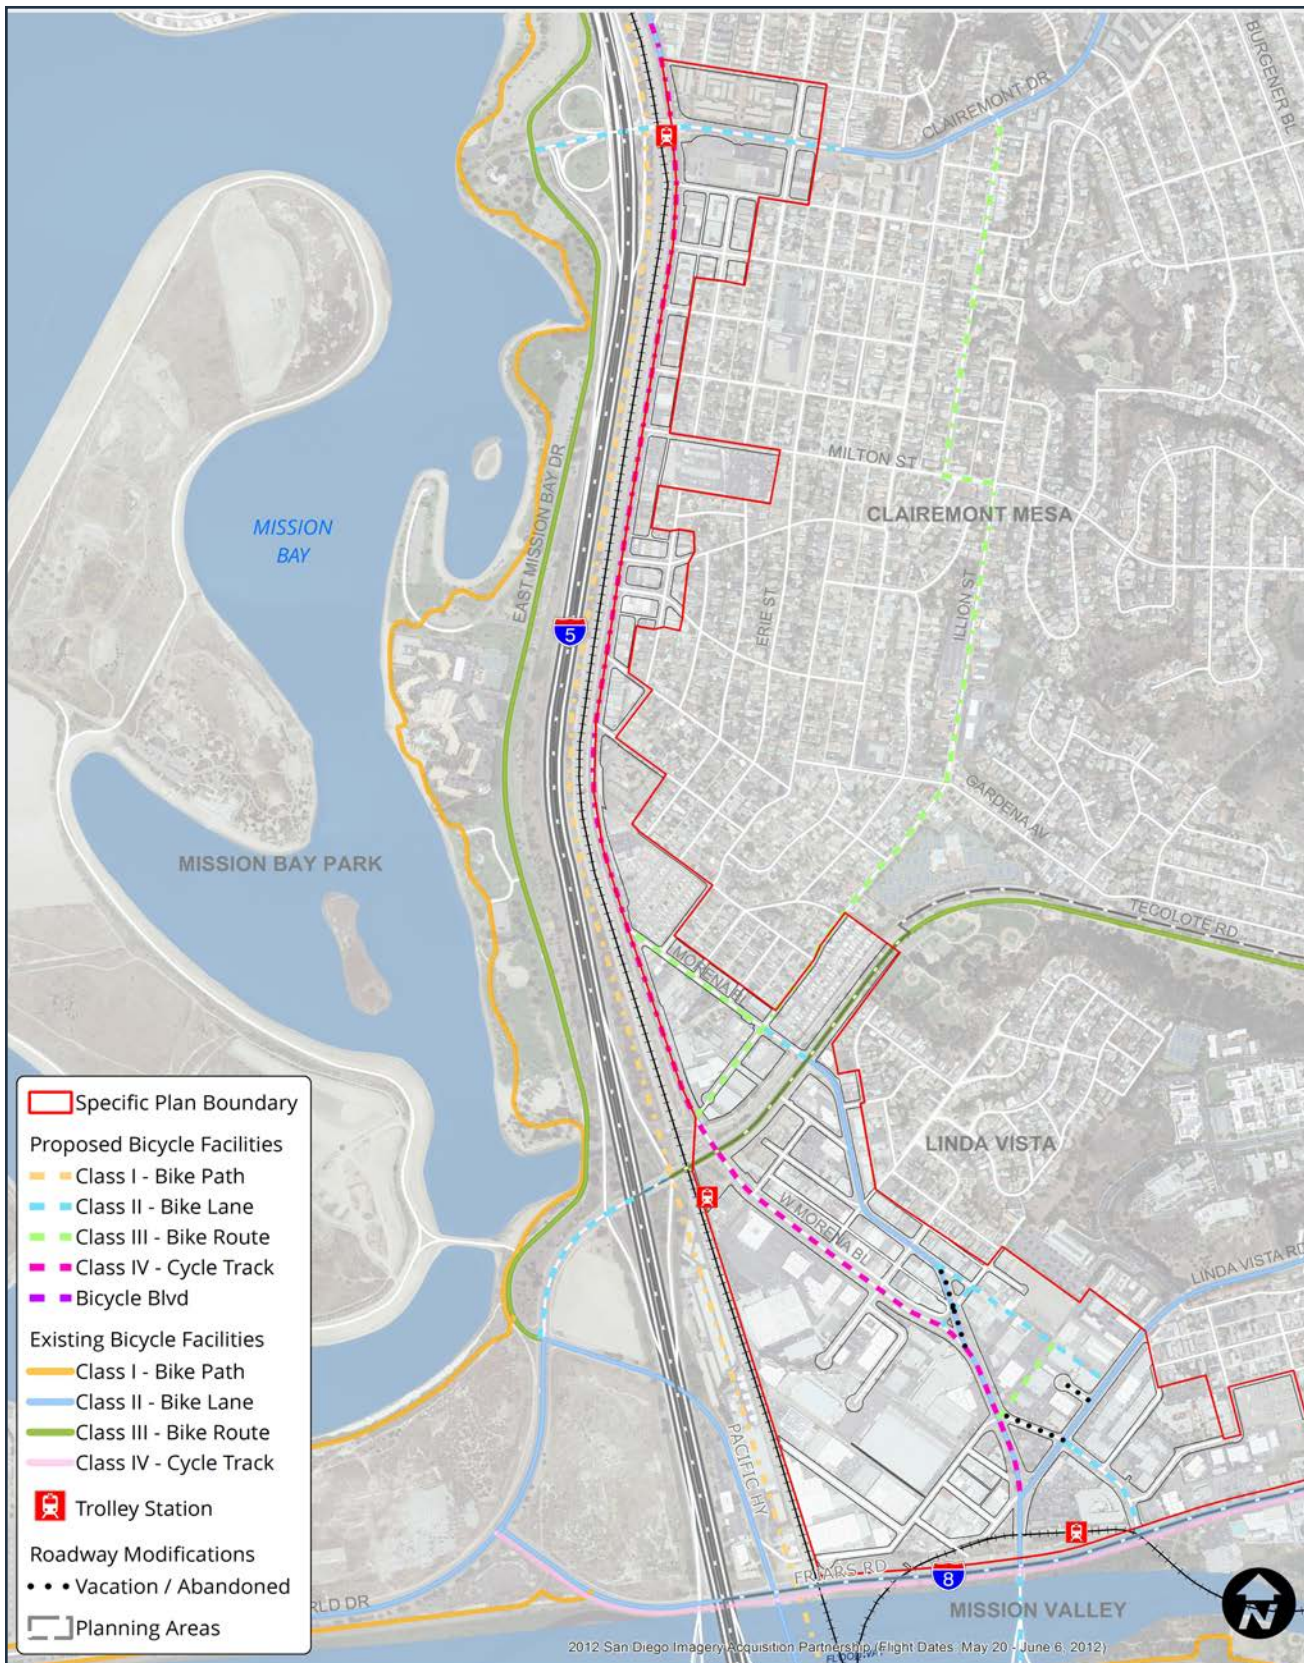 BURGENER BL
CLAIREMONT DR
MILTON ST
CLAIREMONT MESA
MISSION
BAY
EAST MISSION BAY DR
5
ERIE ST
ILLION ST
GARDENA AV
MISSION BAY PARK
TECOLOTE RD
MORENA BL
LINDA VISTA
W MORENA BL
LINDA VISTA RD
PACIFIC HY
FRIARS RD
8
MISSION VALLEY
RLD DR
Specific Plan Boundary
Proposed Bicycle Facilities
Class I - Bike Path
Class II - Bike Lane
Class III - Bike Route
Class IV - Cycle Track
Bicycle Blvd
Existing Bicycle Facilities
Class I - Bike Path
Class II - Bike Lane
Class III - Bike Route
Class IV - Cycle Track
Trolley Station
Roadway Modifications
Vacation / Abandoned
Planning Areas
N
2012 San Diego Imagery Acquisition Partnership (Flight Dates: May 20 - June 6, 2012)